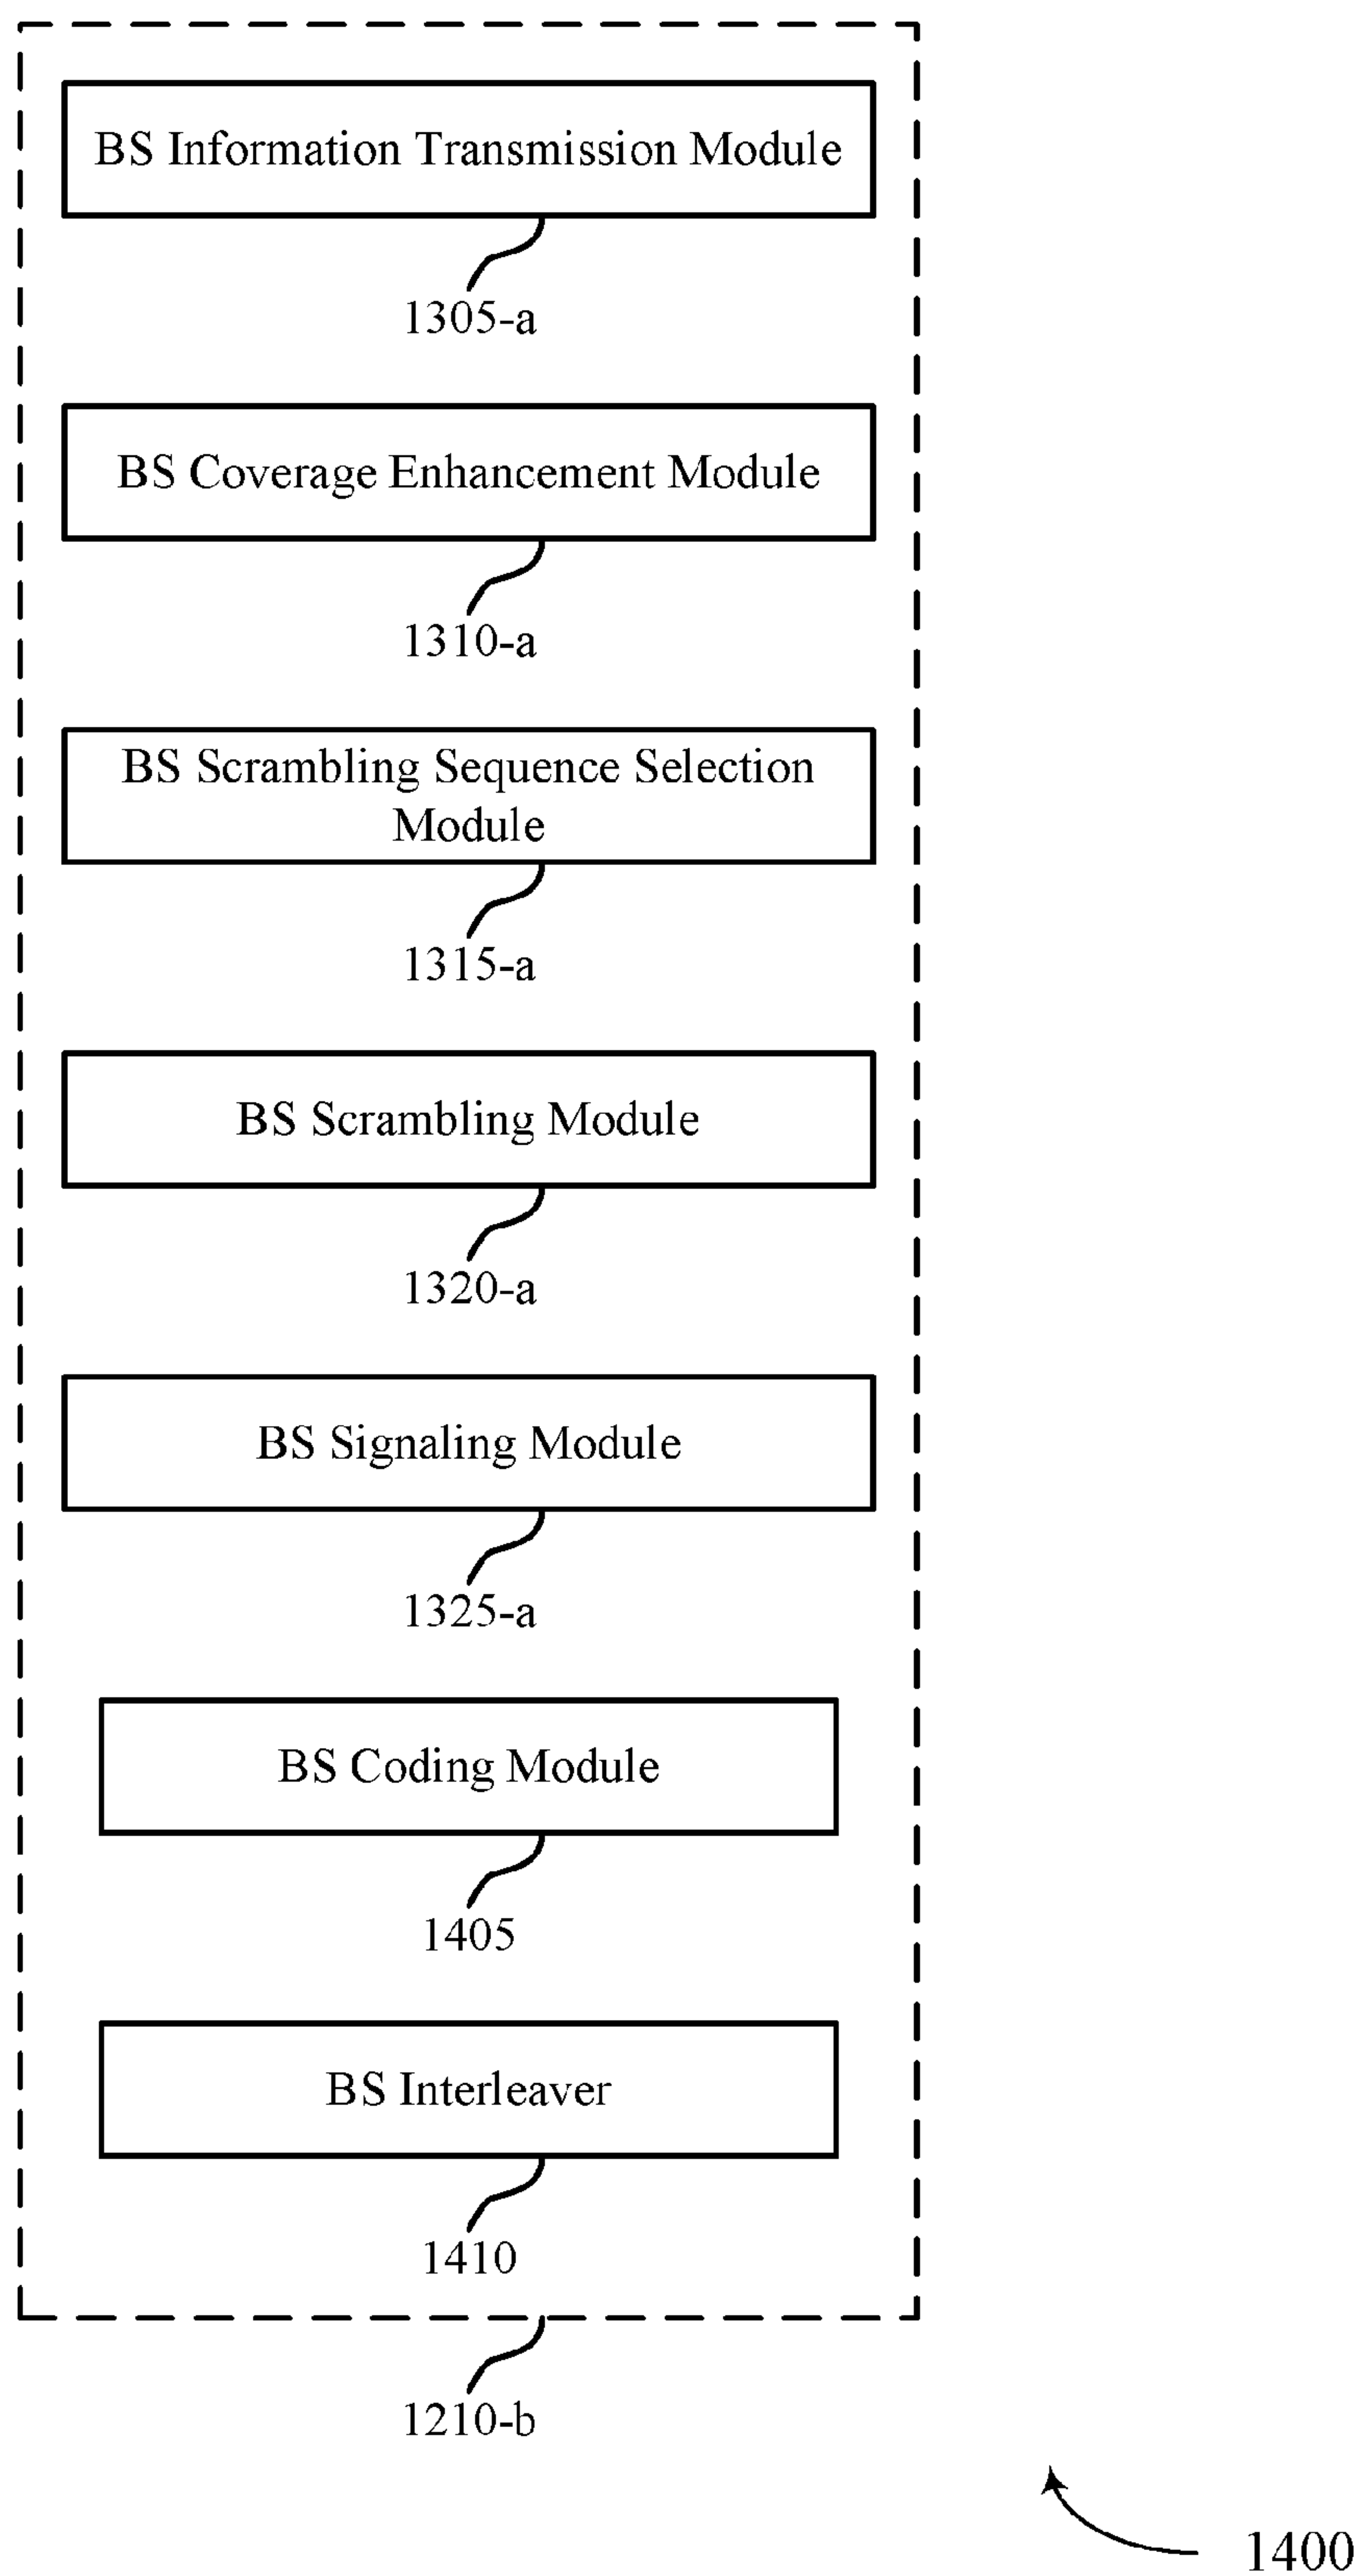 BS Information Transmission Module
1305-a
BS Coverage Enhancement Module
1310-a
BS Scrambling Sequence Selection
Module
1315-a
BS Scrambling Module
1320-a
BS Signaling Module
1325-a
BS Coding Module
1405
BS Interleaver
1410
1210-b
1400